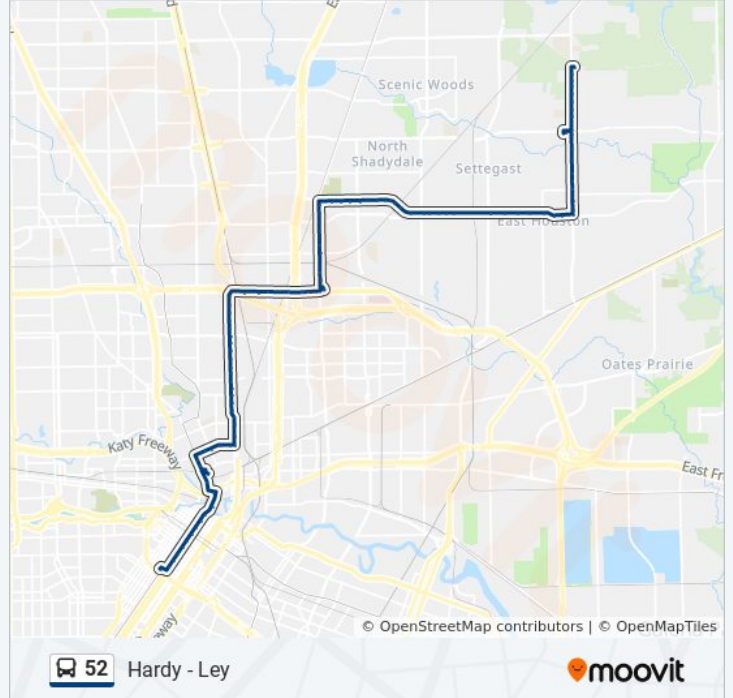 Scenic Woods
North
Shadydale
Settegast
East Houston
Oates Prairie
Katy Freeway
East Fr
© OpenStreetMap contributors | © OpenMapTiles
52 Hardy - Ley
moovit